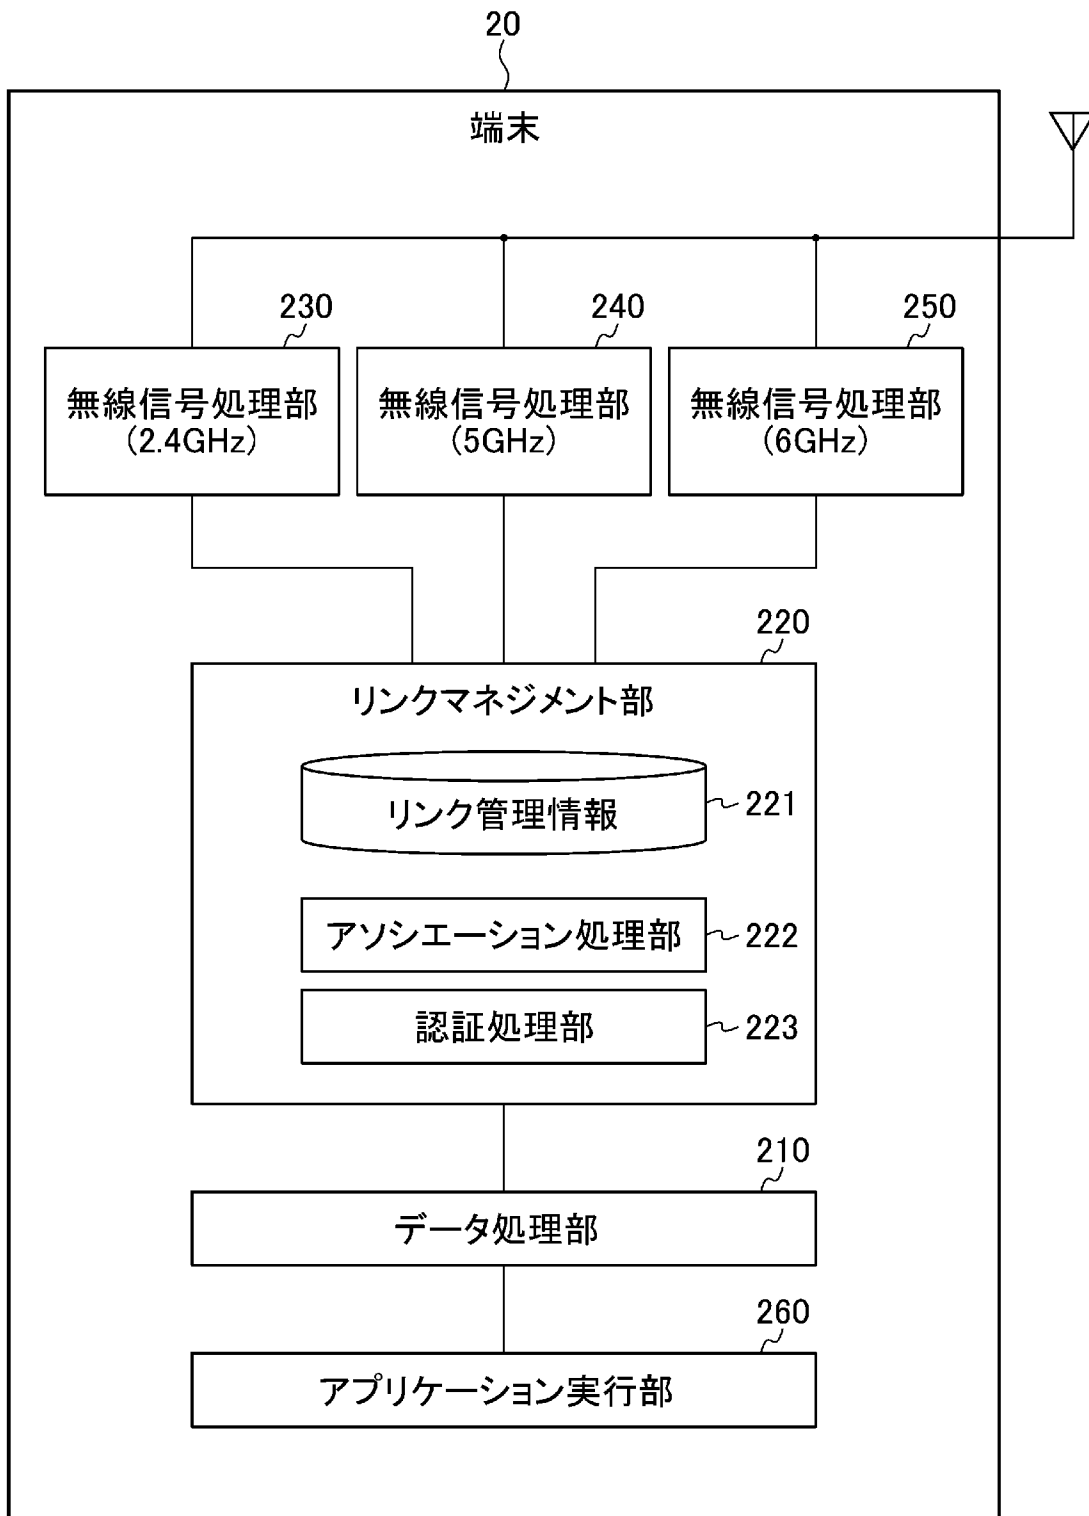 20
端末
230
240
250
無線信号処理部
(2.4GHz)
無線信号処理部
(5GHz)
無線信号処理部
(6GHz)
220
リンクマネジメント部
リンク管理情報
221
アソシエーション処理部
222
認証処理部
223
210
データ処理部
260
アプリケーション実行部